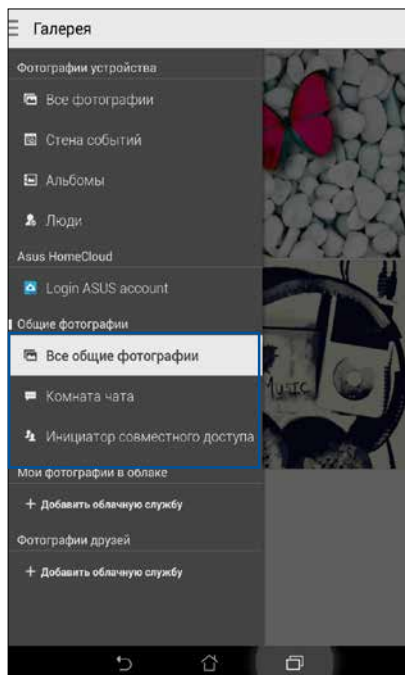 Галерея
Фотографии устройства
Все фотографии
Стена событий
Альбомы
Люди
Asus HomeCloud
Login ASUS account
Общие фотографии
Все общие фотографии
Комната чата
Инициатор совместного доступа
Мои фотографии в облаке
+ Добавить облачную службу
Фотографии друзей
+ Добавить облачную службу
MUSIC